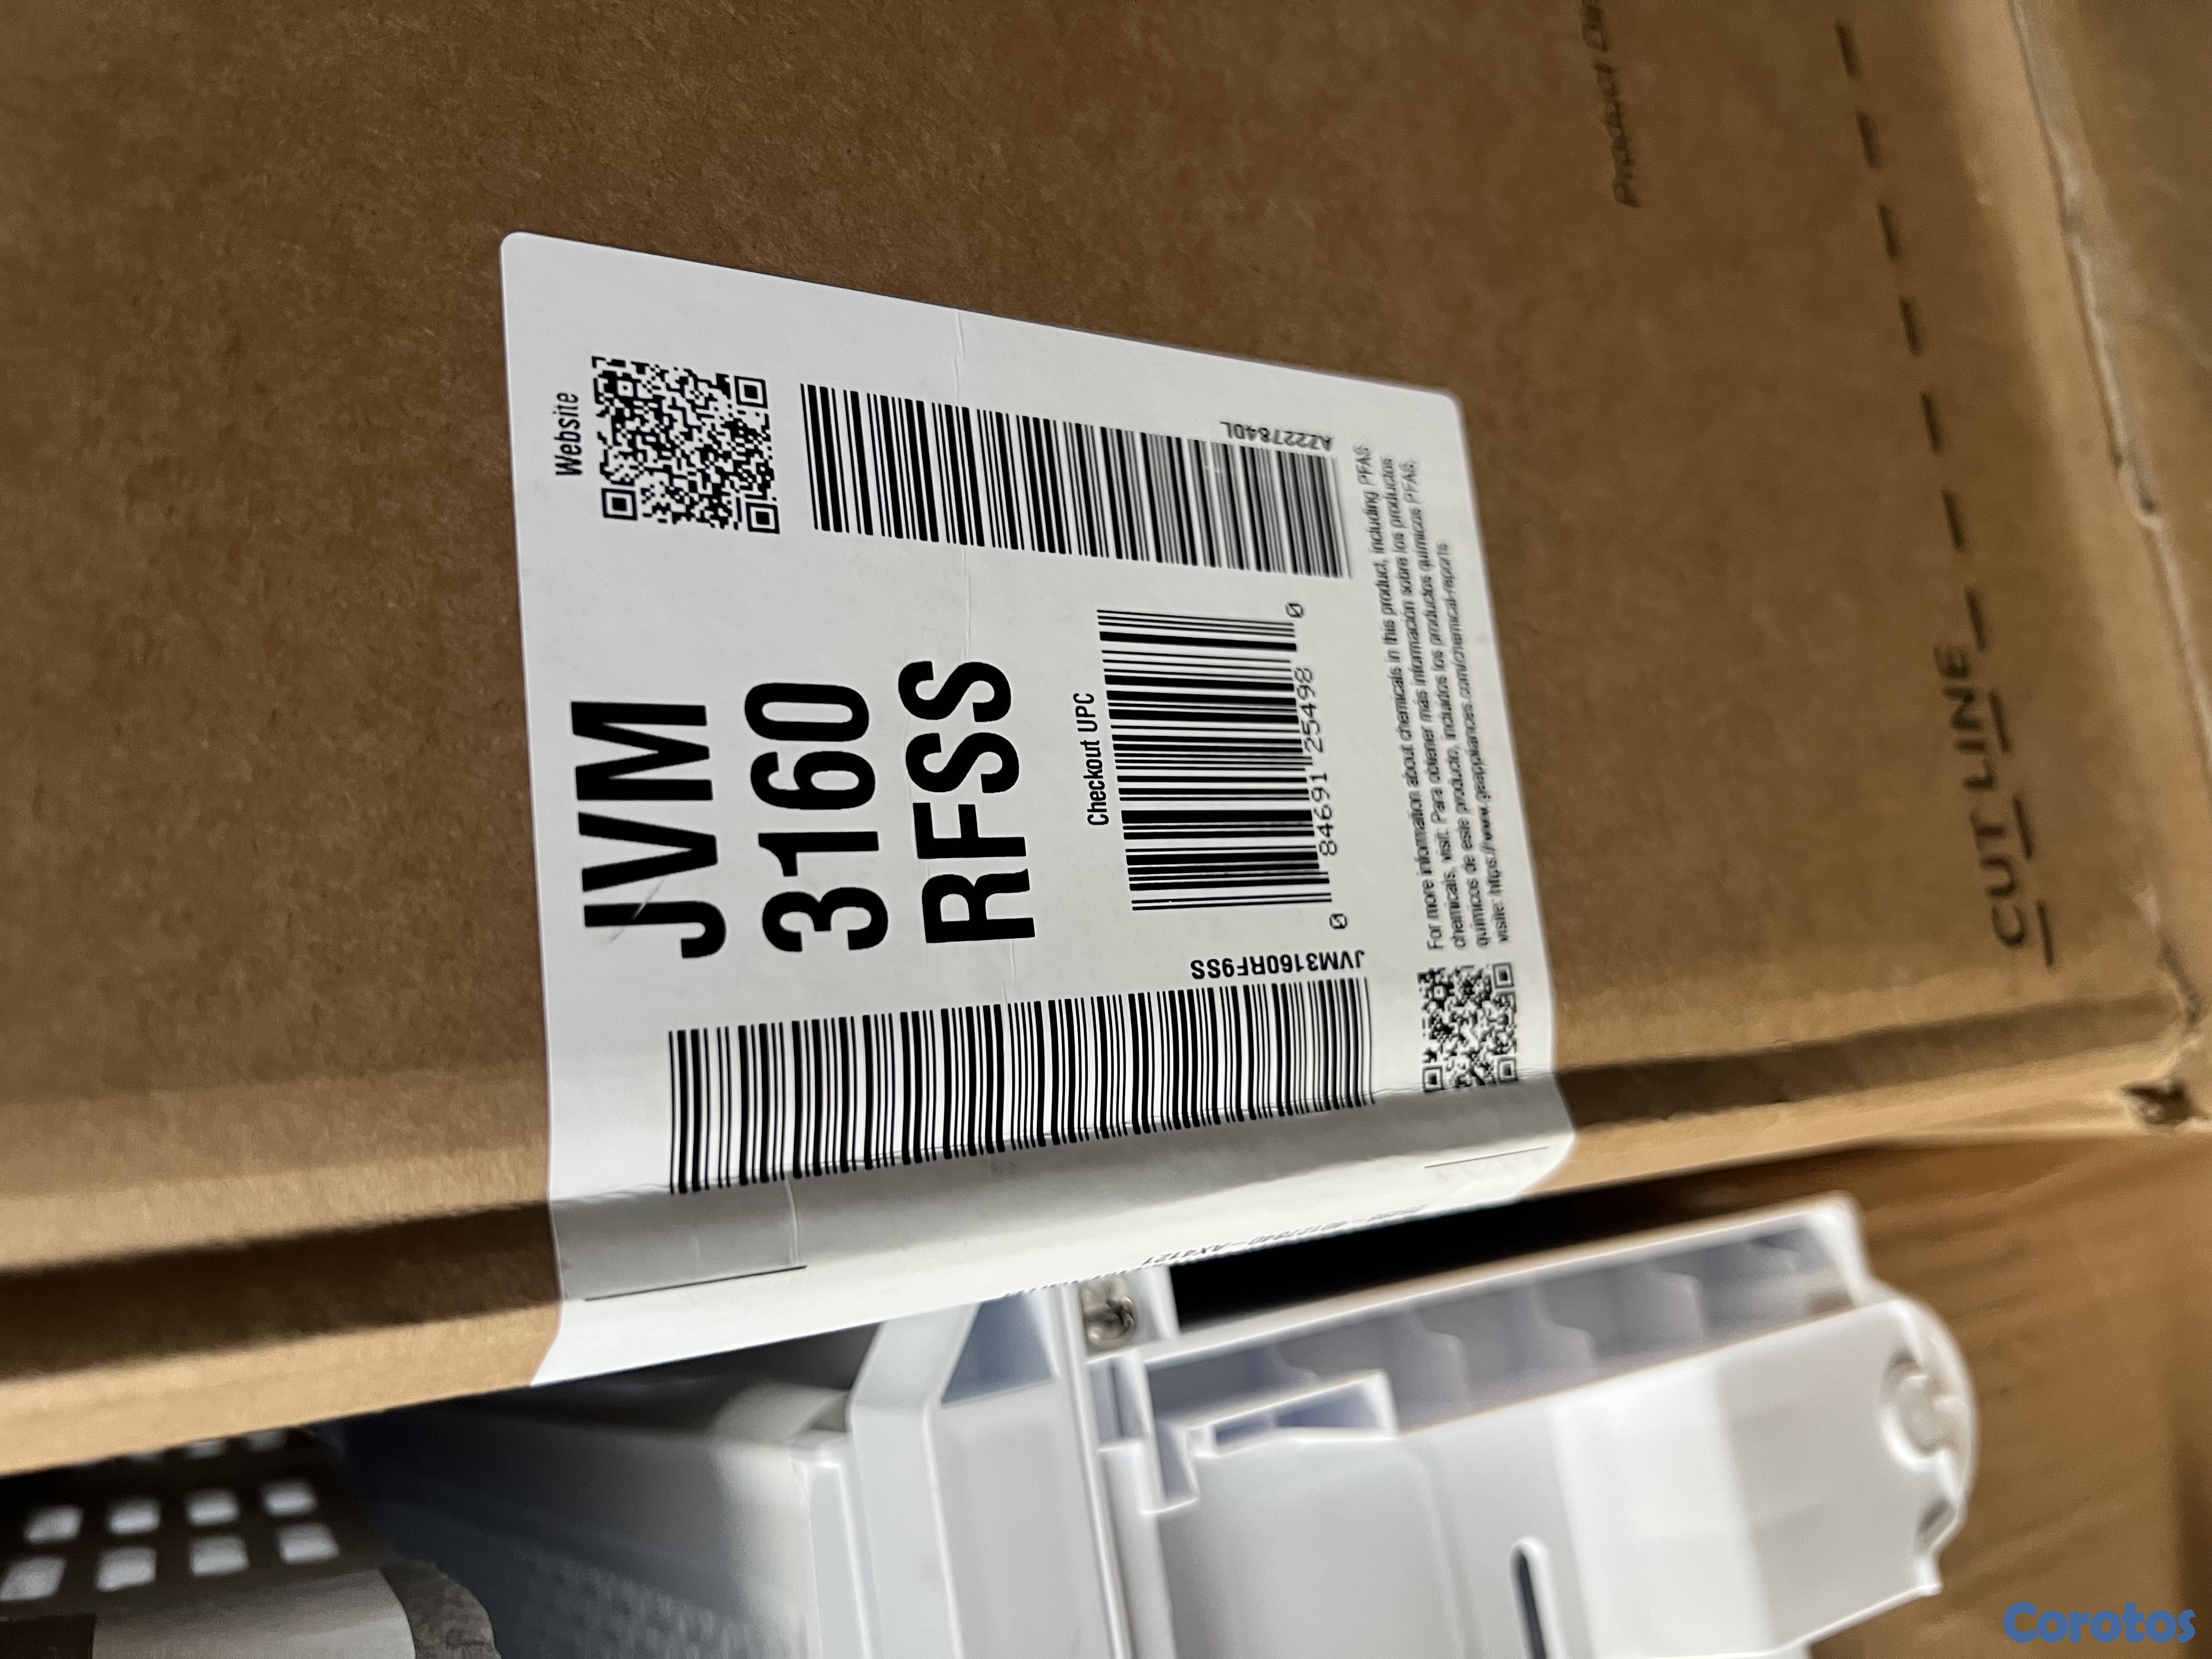 Website
JVM
3160
RFSS
AZ227840L
Checkout UPC
0 84691 25498 0
JVM3160RF9SS
For more information about chemicals in this product, including PFAS
chemicals, visit: Para obtener más información sobre los productos
químicos de este producto, incluidos los productos químicos PFAS,
visite: https://www.geappliances.com/chemical-reports
CUT LINE
Corotos